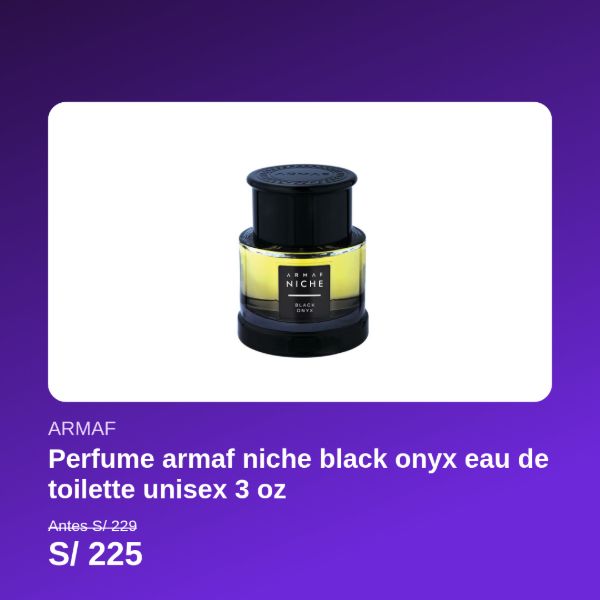 ARMAF
NICHE
BLACK
ONYX
ARMAF
Perfume armaf niche black onyx eau de
toilette unisex 3 oz
Antes S/ 229
S/ 225